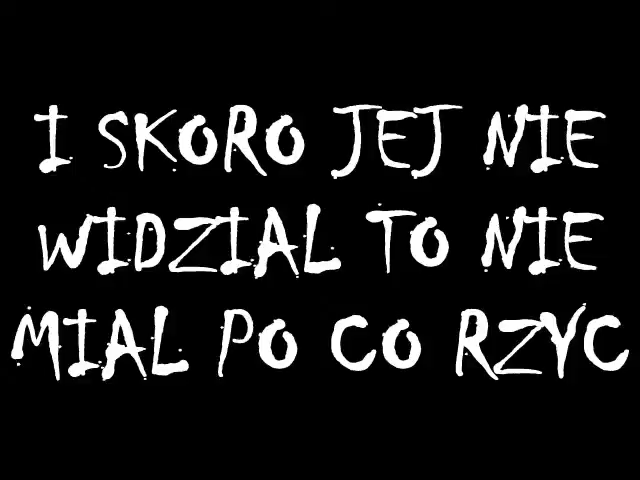 I SKORO JEJ NIE
WIDZIAL TO NIE
MIAL PO CO RZYC